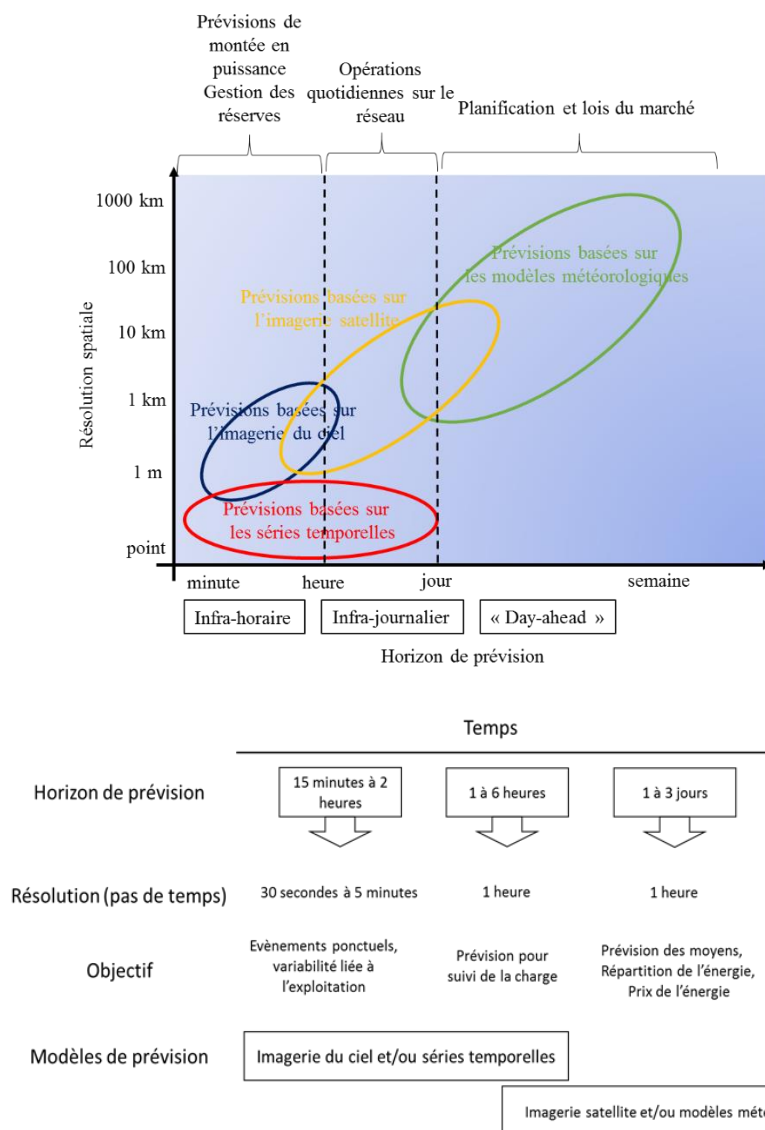 Prévisions de
montée en
puissance
Gestion des
réserves
Opérations
quotidiennes sur le
réseau
Planification et lois du marché
Résolution spatiale
1000 km
100 km
10 km
1 km
1 m
point
Prévisions basées sur
les modèles météorologiques
Prévisions basées sur
l’imagerie satellite
Prévisions basées sur
l’imagerie du ciel
Prévisions basées sur
les séries temporelles
minute
heure
jour
semaine
Infra-horaire
Infra-journalier
« Day-ahead »
Horizon de prévision
Temps
Horizon de prévision
15 minutes à 2
heures
1 à 6 heures
1 à 3 jours
Résolution (pas de temps)
30 secondes à 5 minutes
1 heure
1 heure
Objectif
Evènements ponctuels,
variabilité liée à
l’exploitation
Prévision pour
suivi de la charge
Prévision des moyens,
Répartition de l’énergie,
Prix de l’énergie
Modèles de prévision
Imagerie du ciel et/ou séries temporelles
Imagerie satellite et/ou modèles